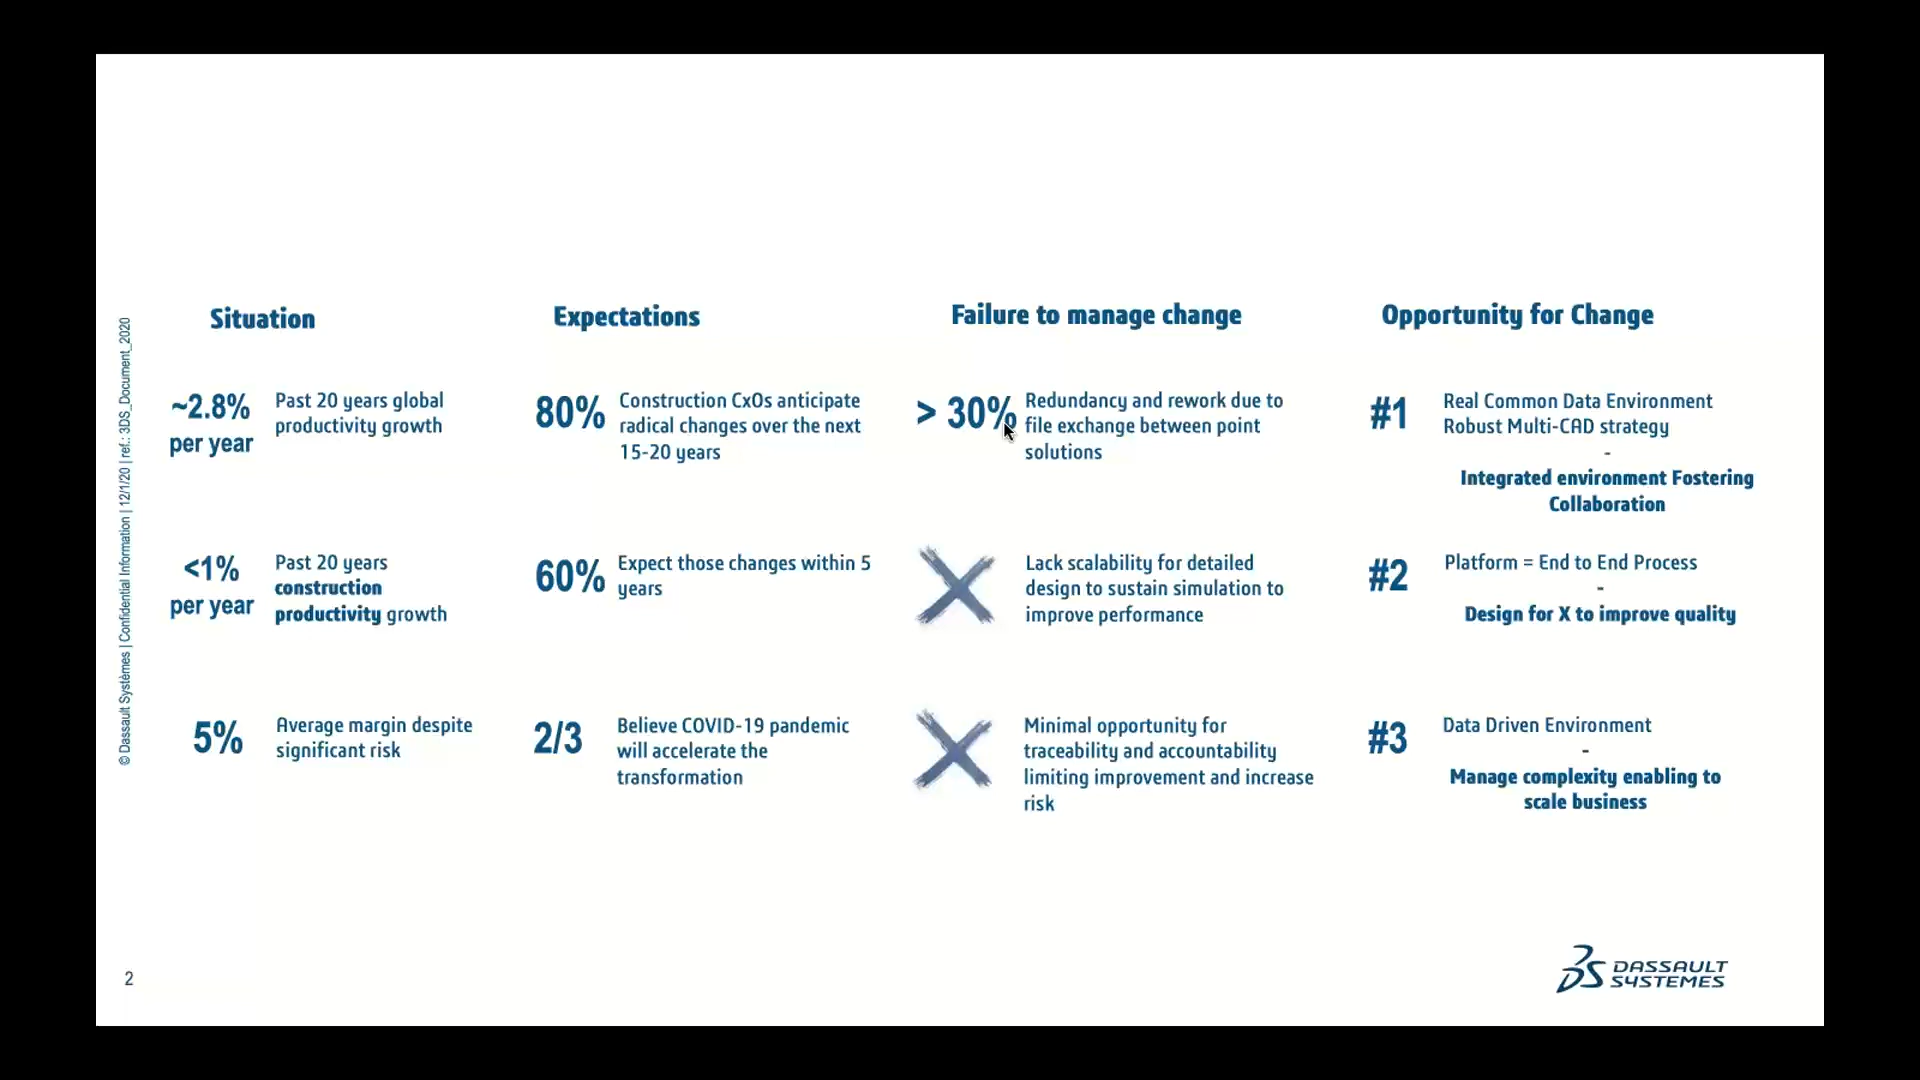 Situation
~2.8%
per year
Past 20 years global
productivity growth
<1%
per year
Past 20 years
construction
productivity growth
5%
Average margin despite
significant risk
Expectations
80%
Construction CxOs anticipate
radical changes over the next
15-20 years
60%
Expect those changes within 5
years
2/3
Believe COVID-19 pandemic
will accelerate the
transformation
Failure to manage change
> 30%
Redundancy and rework due to
file exchange between point
solutions
Lack scalability for detailed
design to sustain simulation to
improve performance
Minimal opportunity for
traceability and accountability
limiting improvement and increase
risk
Opportunity for Change
#1
Real Common Data Environment
Robust Multi-CAD strategy
-
Integrated environment Fostering
Collaboration
#2
Platform = End to End Process
-
Design for X to improve quality
#3
Data Driven Environment
-
Manage complexity enabling to
scale business
© Dassault Systèmes | Confidential Information | 12/1/20 | ref.: 3DS_Document_2020
2
DASSAULT
SYSTEMES